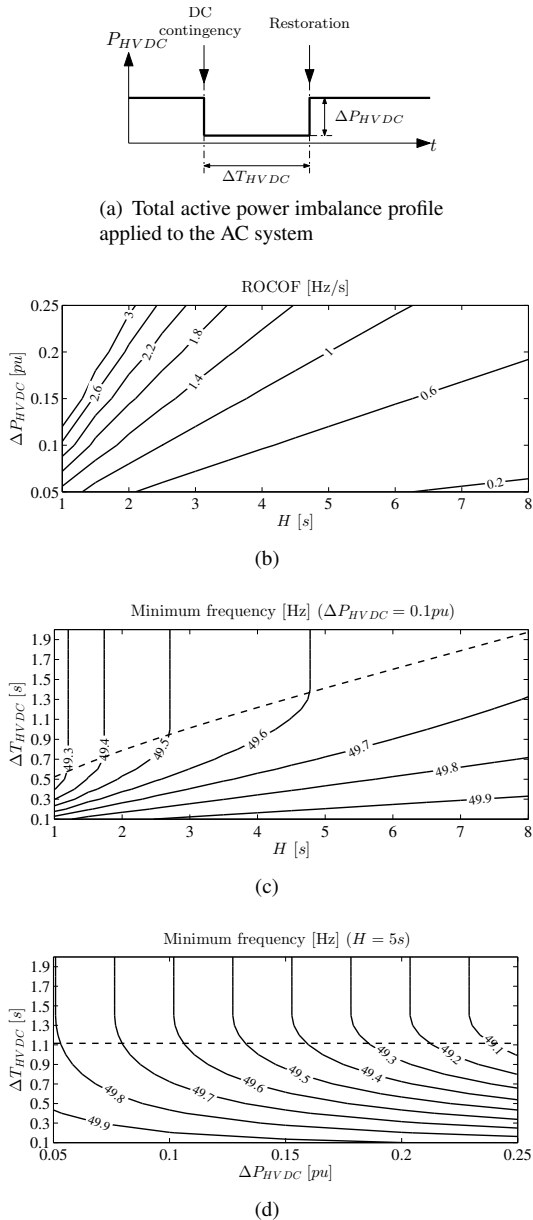 DC
contingency
Restoration
P_{HVDC}
ΔP_{HVDC}
t
ΔT_{HVDC}
(a) Total active power imbalance profile
applied to the AC system
ROCOF [Hz/s]
0.25
0.2
0.15
0.1
0.05
ΔP_{HVDC} [pu]
3
2.6
2.2
1.8
1.4
1
0.6
0.2
1 2 3 4 5 6 7 8
H [s]
(b)
Minimum frequency [Hz] (ΔP_{HVDC} = 0.1pu)
1.9
1.7
1.5
1.3
1.1
0.9
0.7
0.5
0.3
0.1
ΔT_{HVDC} [s]
49.3
49.4
49.5
49.6
49.7
49.8
49.9
1 2 3 4 5 6 7 8
H [s]
(c)
Minimum frequency [Hz] (H = 5s)
1.9
1.7
1.5
1.3
1.1
0.9
0.7
0.5
0.3
0.1
ΔT_{HVDC} [s]
49.9
49.8
49.7
49.6
49.5
49.4
49.3
49.2
49.1
0.05 0.1 0.15 0.2 0.25
ΔP_{HVDC} [pu]
(d)